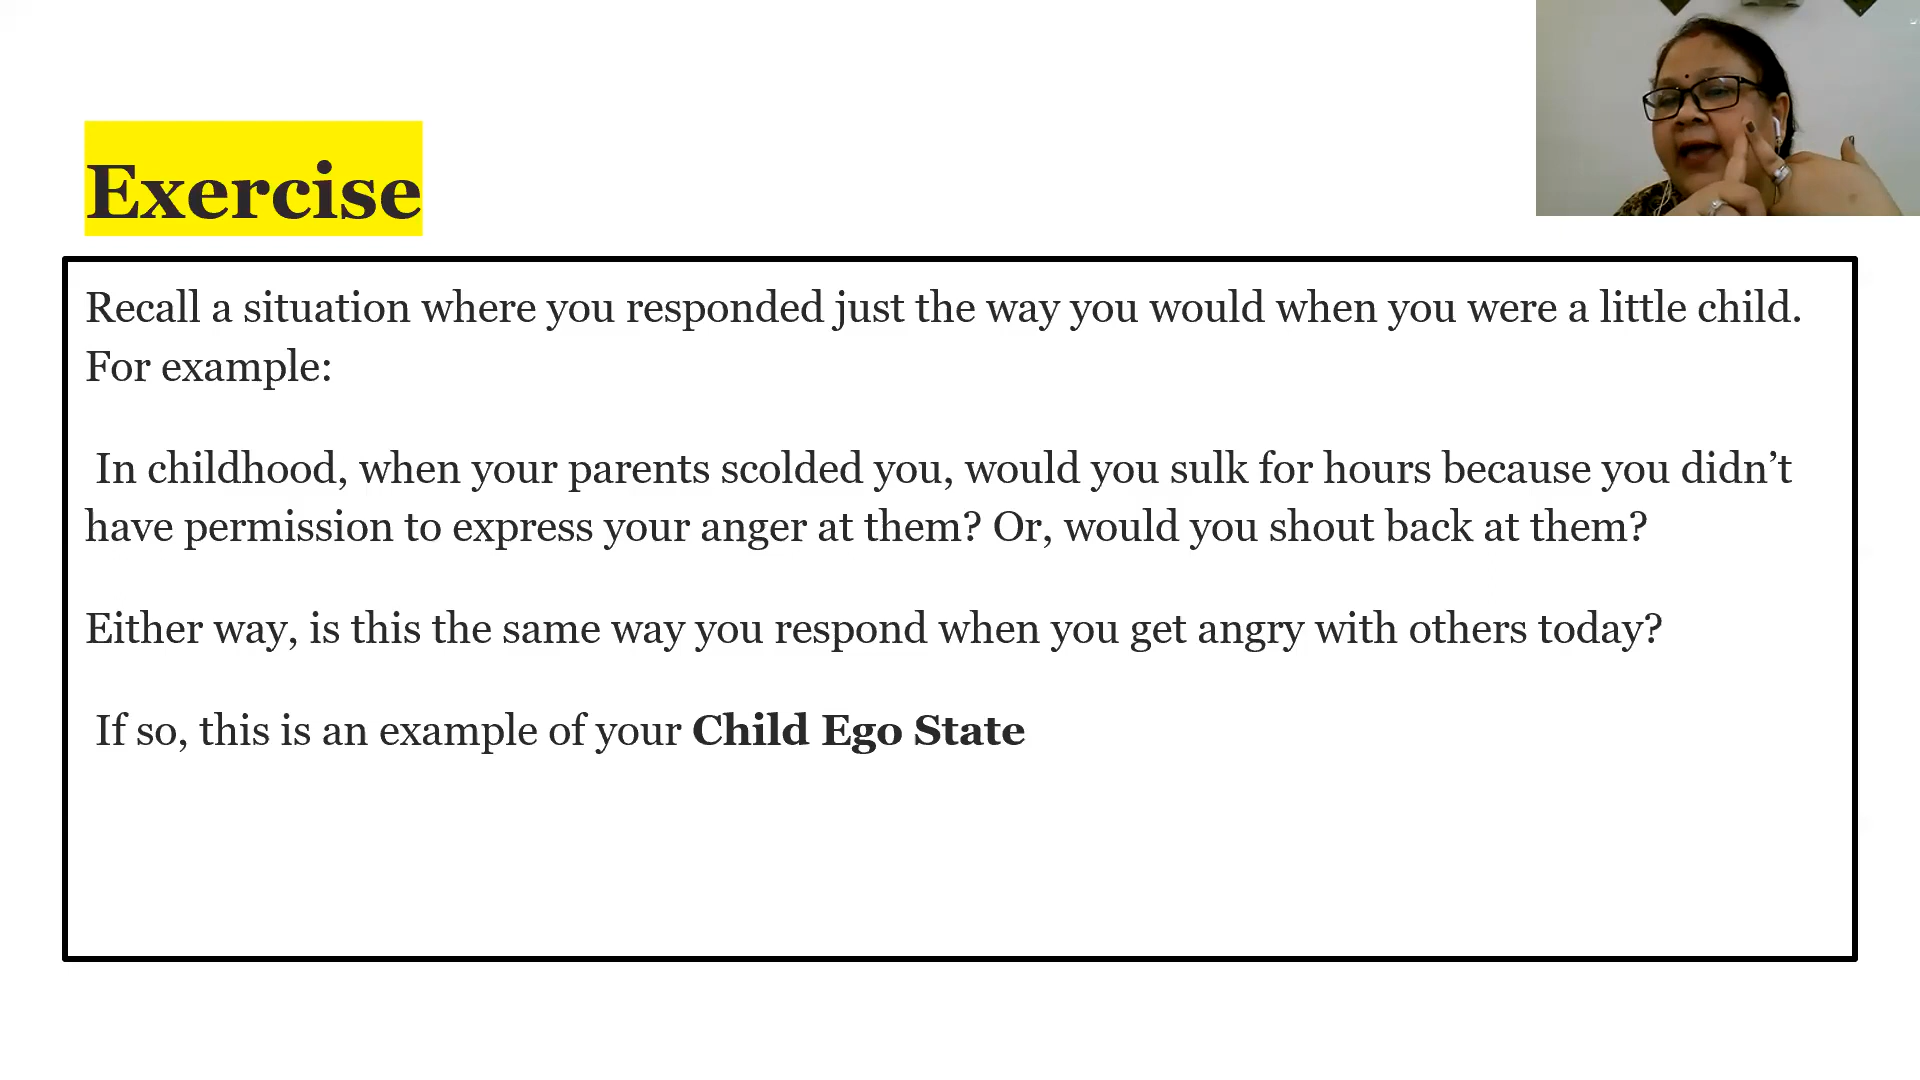 Exercise
Recall a situation where you responded just the way you would when you were a little child.
For example:
In childhood, when your parents scolded you, would you sulk for hours because you didn’t
have permission to express your anger at them? Or, would you shout back at them?
Either way, is this the same way you respond when you get angry with others today?
If so, this is an example of your Child Ego State